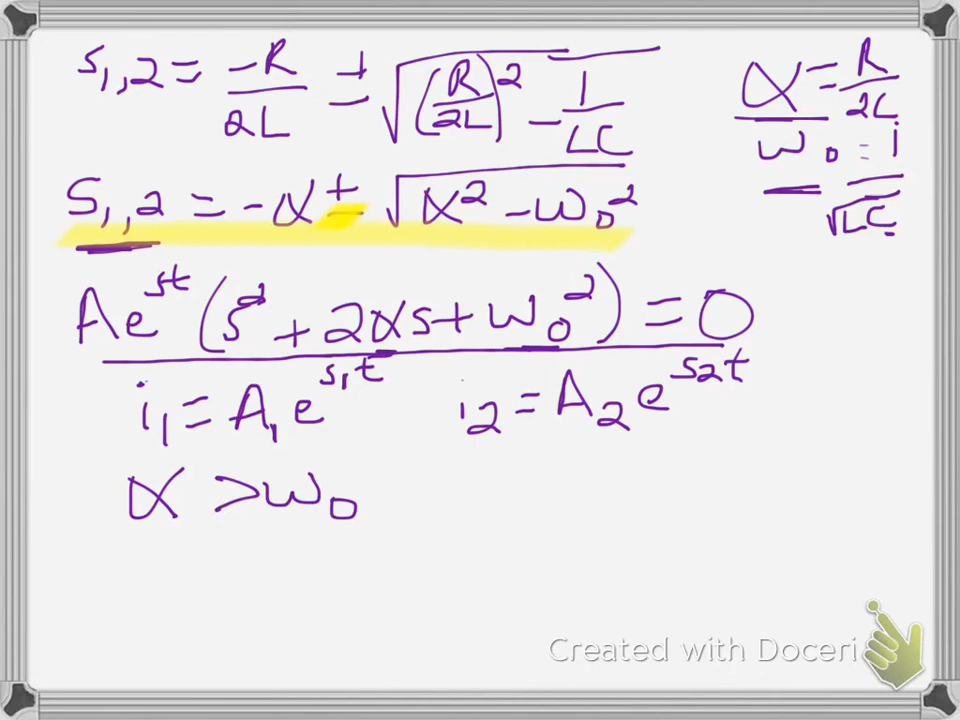 s₁,₂ = -R/2L ± √((R/2L)² - 1/LC)
α = R/2L
ω₀ = 1/√LC
s₁,₂ = -α ± √(α² - ω₀²)
Ae^st (s² + 2αs + ω₀²) = 0
i₁ = A₁e^s₁t    i₂ = A₂e^s2t
α > ω₀
Created with Doceri